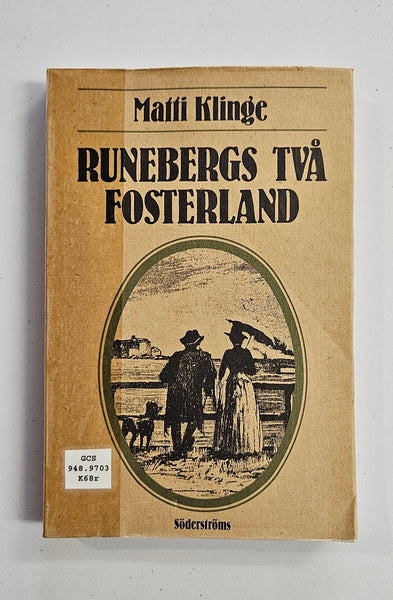 Matti Klinge
RUNEBERGS TVÅ
FOSTERLAND
GCS
948.9703
K68r
Söderströms